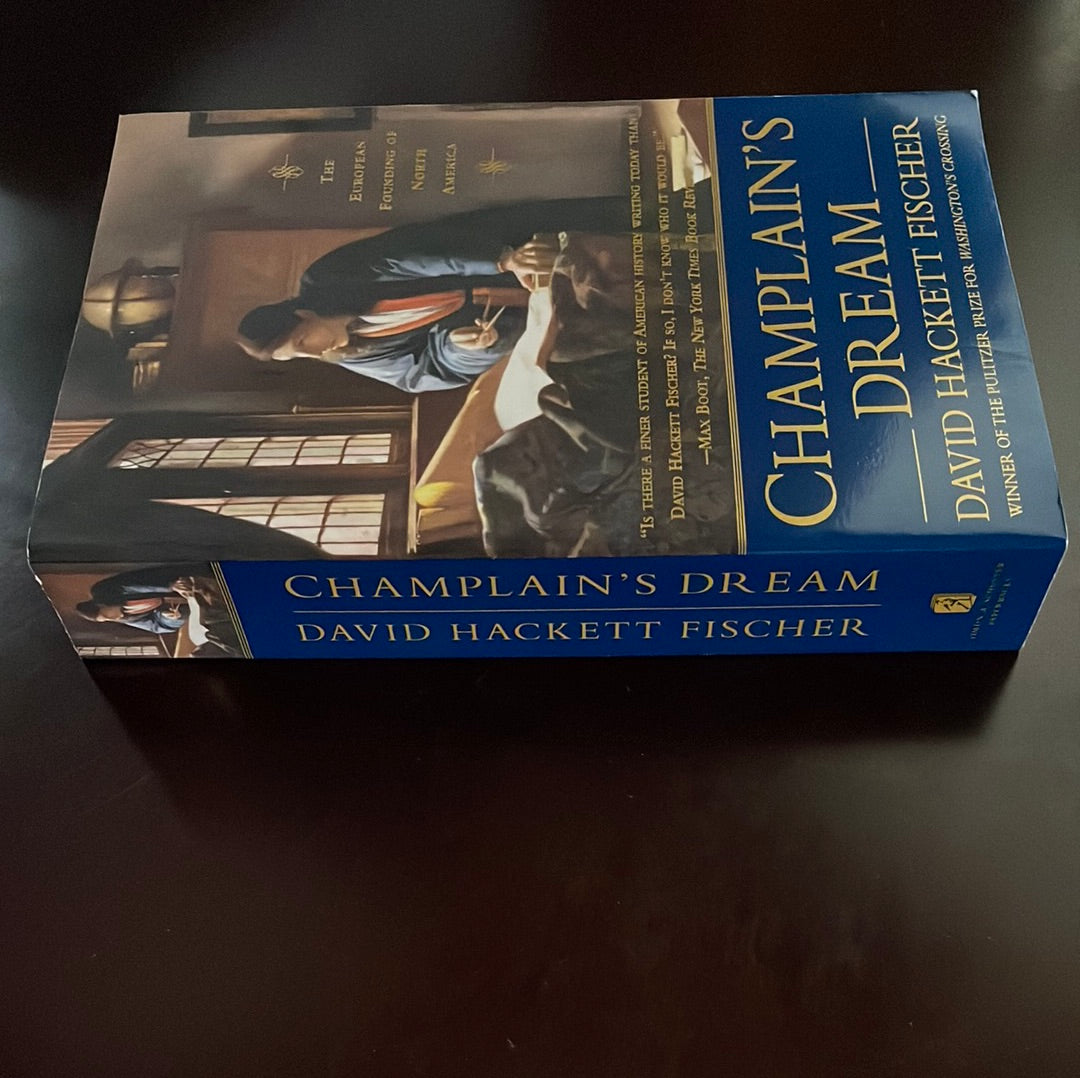 THE
EUROPEAN
FOUNDING OF
NORTH
AMERICA
“IS THERE A FINER STUDENT OF AMERICAN HISTORY WRITING TODAY THAN
DAVID HACKETT FISCHER? IF SO, I DON’T KNOW WHO IT WOULD BE.”
—MAX BOOT, THE NEW YORK TIMES BOOK REV
CHAMPLAIN’S
DREAM
DAVID HACKETT FISCHER
WINNER OF THE PULITZER PRIZE FOR WASHINGTON’S CROSSING
CHAMPLAIN’S DREAM
DAVID HACKETT FISCHER